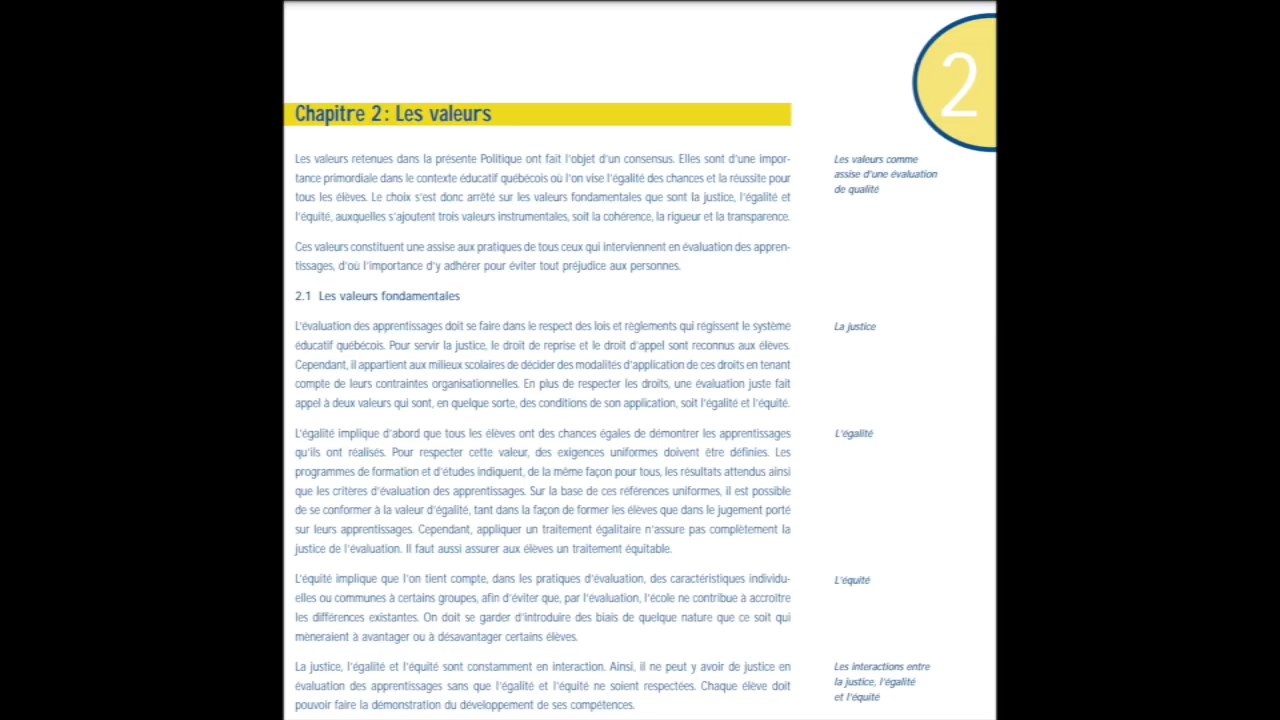 2
Chapitre 2 : Les valeurs
Les valeurs retenues dans la présente Politique ont fait l'objet d'un consensus. Elles sont d'une impor-
tance primordiale dans le contexte éducatif québécois où l'on vise l'égalité des chances et la réussite pour
tous les élèves. Le choix s'est donc arrêté sur les valeurs fondamentales que sont la justice, l'égalité et
l'équité, auxquelles s'ajoutent trois valeurs instrumentales, soit la cohérence, la rigueur et la transparence.
Les valeurs comme
assise d'une évaluation
de qualité
Ces valeurs constituent une assise aux pratiques de tous ceux qui interviennent en évaluation des appren-
tissages, d'où l'importance d'y adhérer pour éviter tout préjudice aux personnes.
2.1 Les valeurs fondamentales
L'évaluation des apprentissages doit se faire dans le respect des lois et règlements qui régissent le système
éducatif québécois. Pour servir la justice, le droit de reprise et le droit d'appel sont reconnus aux élèves.
Cependant, il appartient aux milieux scolaires de décider des modalités d'application de ces droits en tenant
compte de leurs contraintes organisationnelles. En plus de respecter les droits, une évaluation juste fait
appel à deux valeurs qui sont, en quelque sorte, des conditions de son application, soit l'égalité et l'équité.
La justice
L'égalité implique d'abord que tous les élèves ont des chances égales de démontrer les apprentissages
qu'ils ont réalisés. Pour respecter cette valeur, des exigences uniformes doivent être définies. Les
programmes de formation et d'études indiquent, de la même façon pour tous, les résultats attendus ainsi
que les critères d'évaluation des apprentissages. Sur la base de ces références uniformes, il est possible
de se conformer à la valeur d'égalité, tant dans la façon de former les élèves que dans le jugement porté
sur leurs apprentissages. Cependant, appliquer un traitement égalitaire n'assure pas complètement la
justice de l'évaluation. Il faut aussi assurer aux élèves un traitement équitable.
L'égalité
L'équité implique que l'on tient compte, dans les pratiques d'évaluation, des caractéristiques individu-
elles ou communes à certains groupes, afin d'éviter que, par l'évaluation, l'école ne contribue à accroître
les différences existantes. On doit se garder d'introduire des biais de quelque nature que ce soit qui
mèneraient à avantager ou à désavantager certains élèves.
L'équité
La justice, l'égalité et l'équité sont constamment en interaction. Ainsi, il ne peut y avoir de justice en
évaluation des apprentissages sans que l'égalité et l'équité ne soient respectées. Chaque élève doit
pouvoir faire la démonstration du développement de ses compétences.
Les interactions entre
la justice, l'égalité
et l'équité